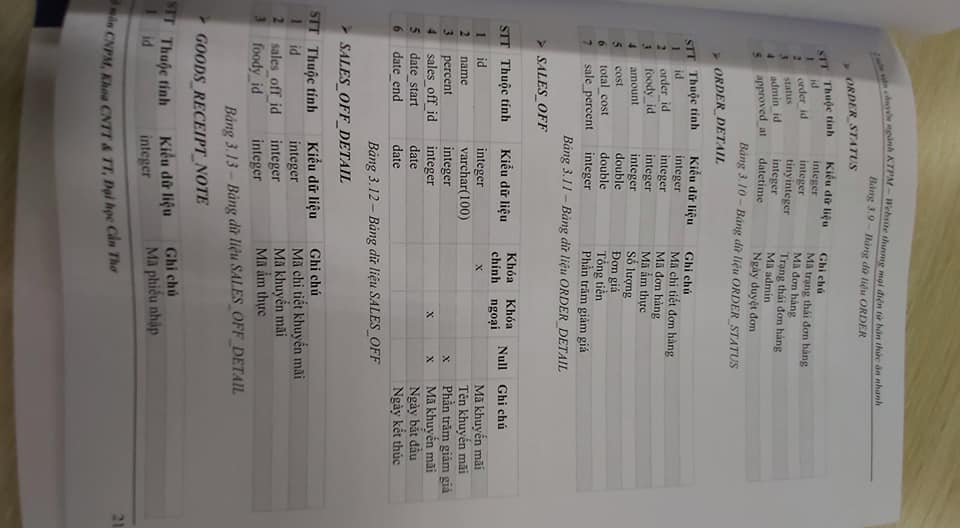 Luận văn chuyên ngành KTPM – Website thương mại điện tử bán thức ăn nhanh
Bảng 3.9 – Bảng dữ liệu ORDER
➢ ORDER_STATUS
STT Thuộc tính Kiểu dữ liệu Ghi chú
1 id integer Mã trạng thái đơn hàng
2 order_id integer Mã đơn hàng
3 status tinyinteger Trạng thái đơn hàng
4 admin_id integer Mã admin
5 approved_at datetime Ngày duyệt đơn
Bảng 3.10 – Bảng dữ liệu ORDER_STATUS
➢ ORDER_DETAIL
STT Thuộc tính Kiểu dữ liệu Ghi chú
1 id integer Mã chi tiết đơn hàng
2 order_id integer Mã đơn hàng
3 foody_id integer Mã ẩm thực
4 amount integer Số lượng
5 cost double Đơn giá
6 total_cost double Tổng tiền
7 sale_percent integer Phần trăm giảm giá
Bảng 3.11 – Bảng dữ liệu ORDER_DETAIL
➢ SALES_OFF
STT Thuộc tính Kiểu dữ liệu Khóa chính Khóa ngoại Null Ghi chú
1 id integer x Mã khuyến mãi
2 name varchar(100) Tên khuyến mãi
3 percent integer x Phần trăm giảm giá
4 sales_off_id integer x x Mã khuyến mãi
5 date_start date Ngày bắt đầu
6 date_end date Ngày kết thúc
Bảng 3.12 – Bảng dữ liệu SALES_OFF
➢ SALES_OFF_DETAIL
STT Thuộc tính Kiểu dữ liệu Ghi chú
1 id integer Mã chi tiết khuyến mãi
2 sales_off_id integer Mã khuyến mãi
3 foody_id integer Mã ẩm thực
Bảng 3.13 – Bảng dữ liệu SALES_OFF_DETAIL
➢ GOODS_RECEIPT_NOTE
STT Thuộc tính Kiểu dữ liệu Ghi chú
1 id integer Mã phiếu nhập
môn CNPM, Khoa CNTT & TT, Đại học Cần Thơ
21